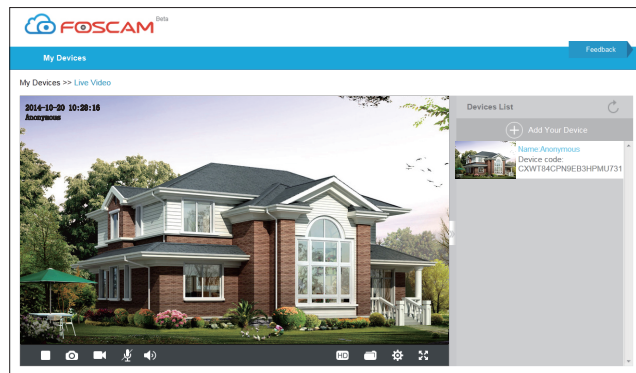 FOSCAM Beta
Feedback
My Devices
My Devices >> Live Video
2014-10-20 10:28:16
Anonymous
Devices List
Add Your Device
Name:Anonymous
Device code:
CXWT84CPN9EB3HPMU731
HD